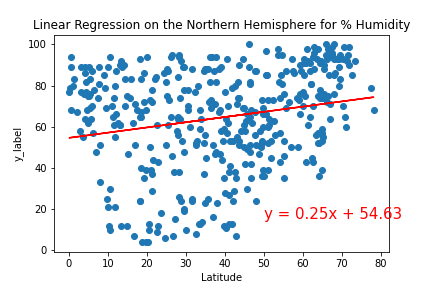 Linear Regression on the Northern Hemisphere for % Humidity
100
80
60
40
20
0
y_label
y = 0.25x + 54.63
0 10 20 30 40 50 60 70 80
Latitude